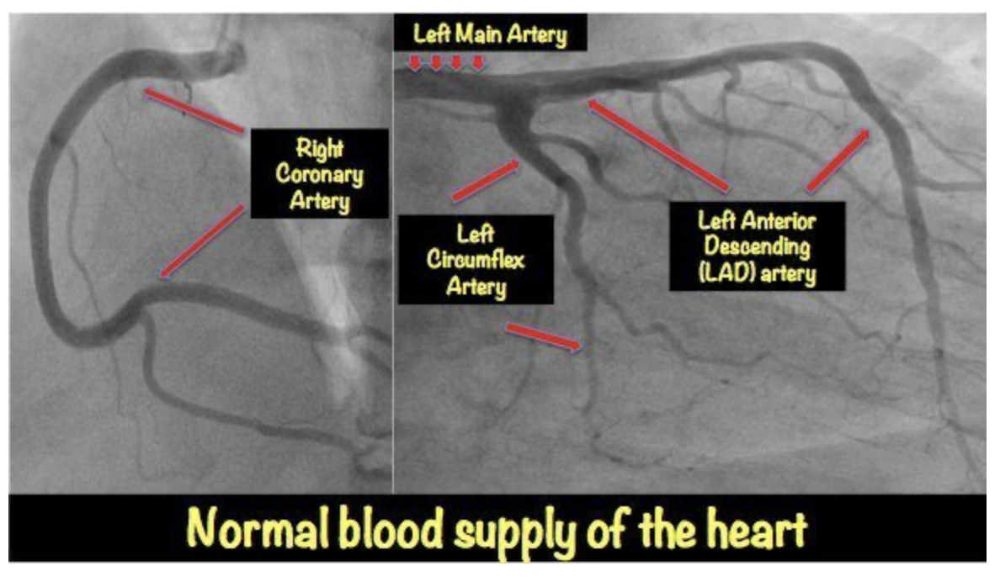 Left Main Artery
Right
Coronary
Artery
Left
Circumflex
Artery
Left Anterior
Descending
(LAD) artery
Normal blood supply of the heart